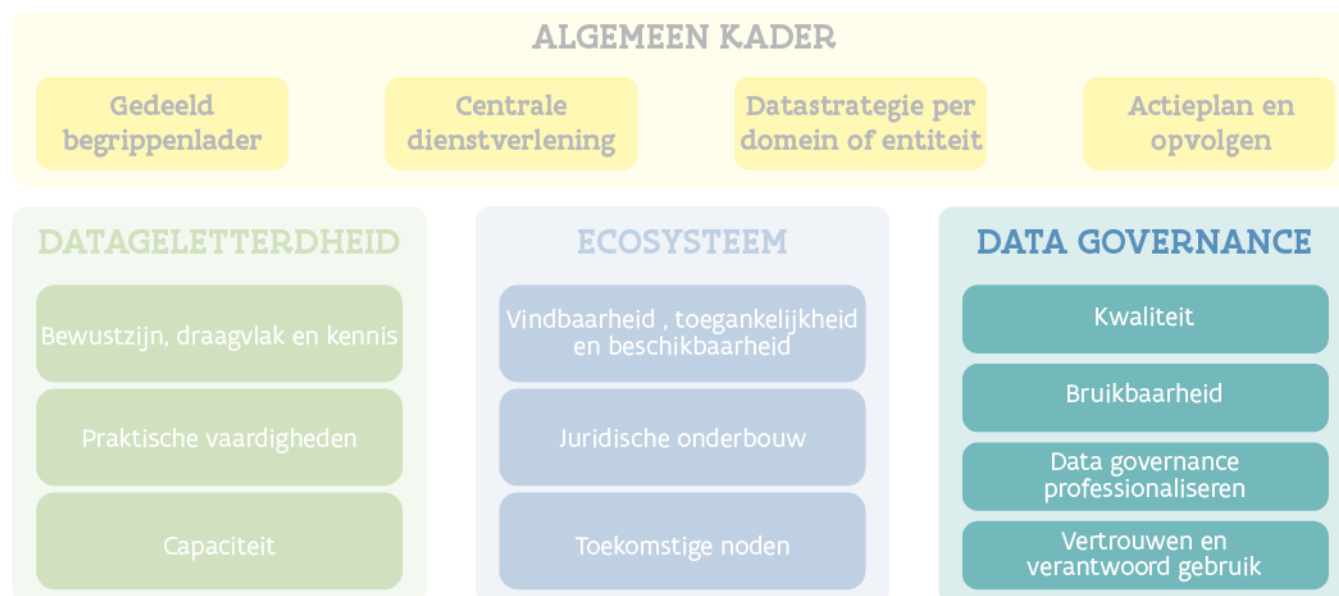 ALGEMEEN KADER
Gedeeld
begrippenlader
Centrale
dienstverlening
Datastrategie per
domein of entiteit
Actieplan en
opvolgen
DATAGELETTERDHEID
Bewustzijn, draagvlak en kennis
Praktische vaardigheden
Capaciteit
ECOSYSTEEM
Vindbaarheid , toegankelijkheid
en beschikbaarheid
Juridische onderbouw
Toekomstige noden
DATA GOVERNANCE
Kwaliteit
Bruikbaarheid
Data governance
professionaliseren
Vertrouwen en
verantwoord gebruik